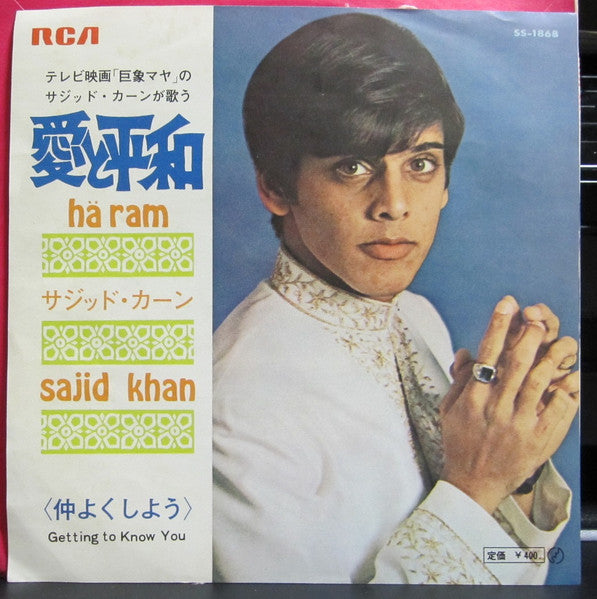 RCA
SS-1868
テレビ映画「巨象マヤ」の
サジッド・カーンが歌う
愛と平和
hä ram
サジッド・カーン
sajid khan
〈仲よくしよう〉
Getting to Know You
定価 ￥400